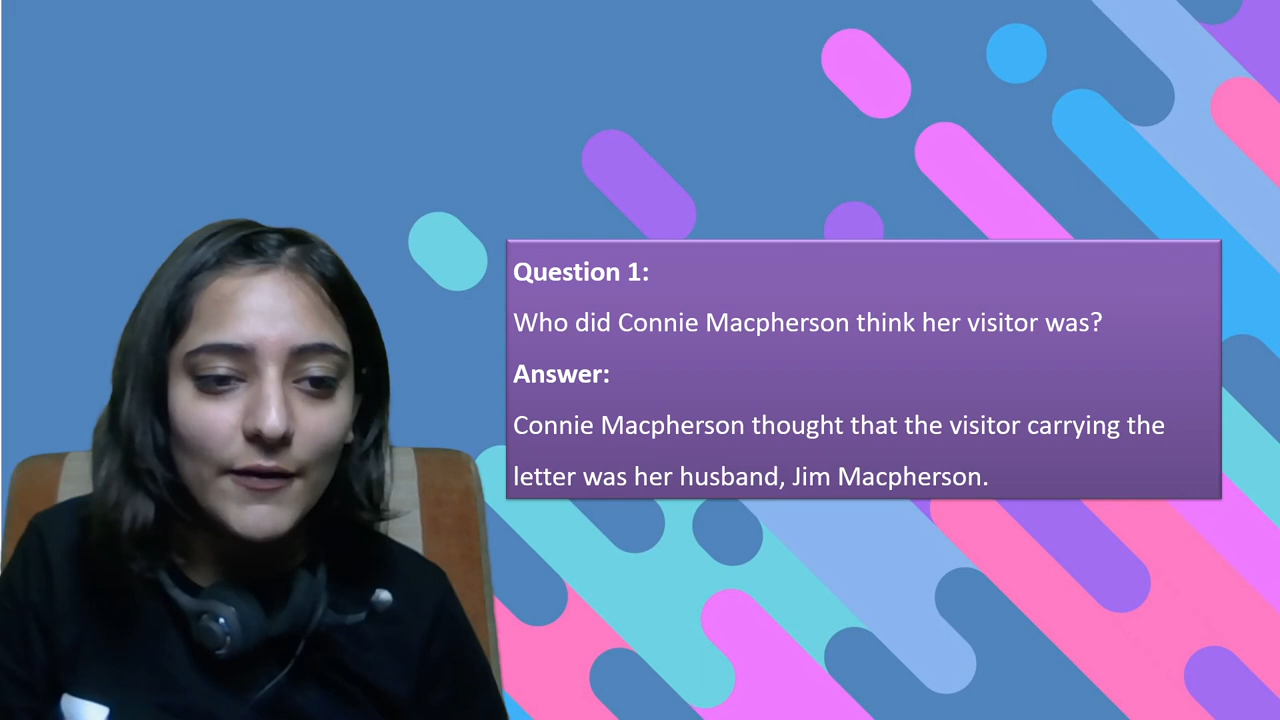 Question 1:
Who did Connie Macpherson think her visitor was?
Answer:
Connie Macpherson thought that the visitor carrying the
letter was her husband, Jim Macpherson.